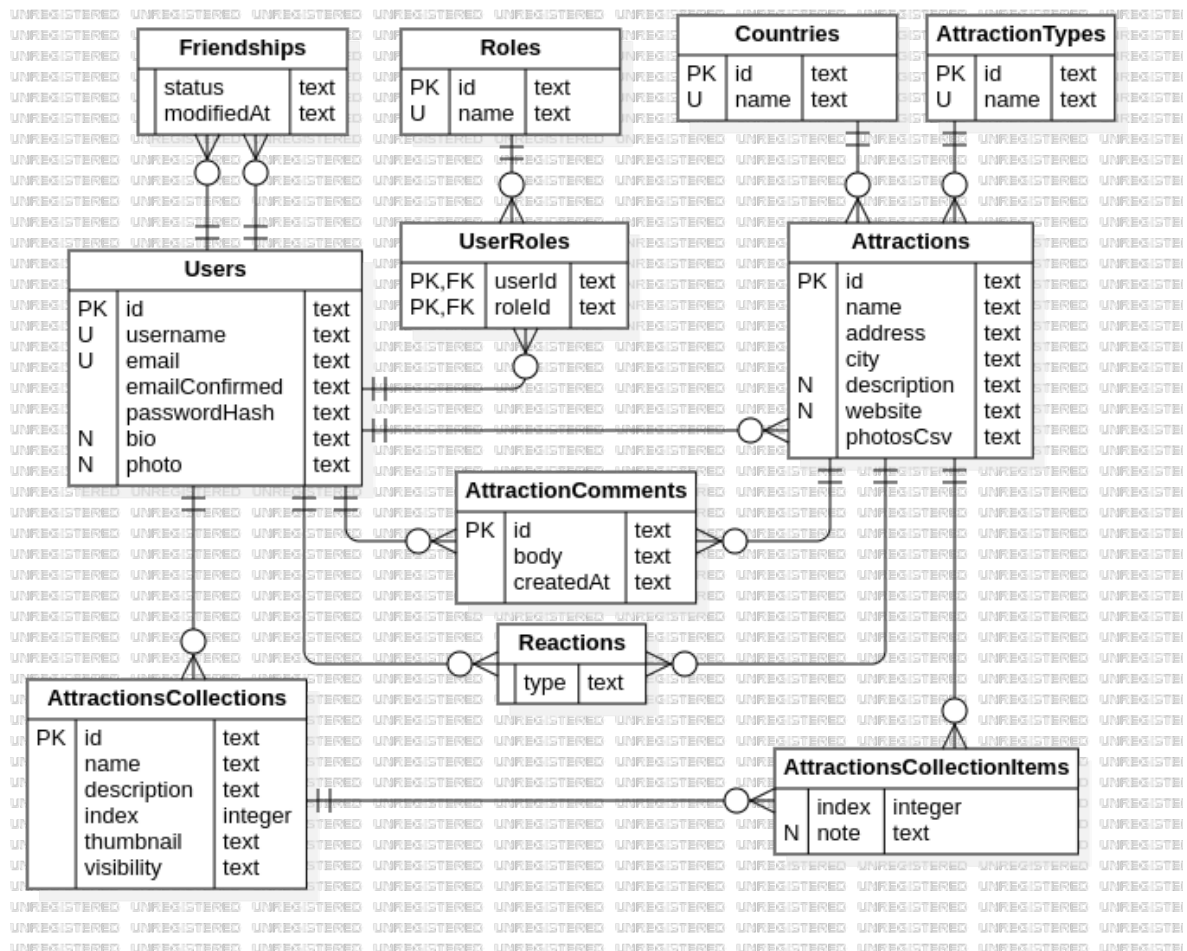 Friendships
status text
modifiedAt text
Roles
PK id text
U name text
Countries
PK id text
U name text
AttractionTypes
PK id text
U name text
Users
PK id text
U username text
U email text
emailConfirmed text
passwordHash text
N bio text
N photo text
UserRoles
PK,FK userId text
PK,FK roleId text
Attractions
PK id text
name text
address text
city text
N description text
N website text
photosCsv text
AttractionComments
PK id text
body text
createdAt text
Reactions
type text
AttractionsCollections
PK id text
name text
description text
index integer
thumbnail text
visibility text
AttractionsCollectionItems
index integer
N note text
UNREGISTERED